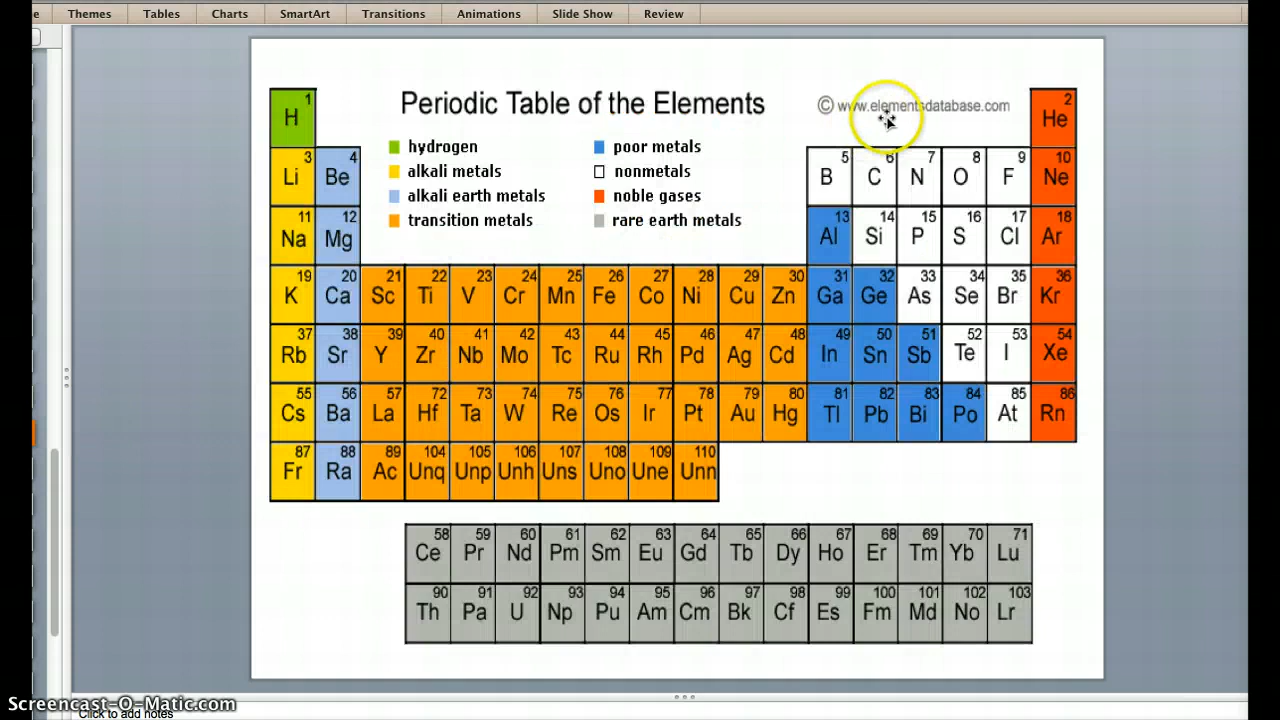 e Themes Tables Charts SmartArt Transitions Animations Slide Show Review
Periodic Table of the Elements
© www.elementsdatabase.com
hydrogen poor metals
alkali metals nonmetals
alkali earth metals noble gases
transition metals rare earth metals
1 2
H He
3 4 5 6 7 8 9 10
Li Be B C N O F Ne
11 12 13 14 15 16 17 18
Na Mg Al Si P S Cl Ar
19 20 21 22 23 24 25 26 27 28 29 30 31 32 33 34 35 36
K Ca Sc Ti V Cr Mn Fe Co Ni Cu Zn Ga Ge As Se Br Kr
37 38 39 40 41 42 43 44 45 46 47 48 49 50 51 52 53 54
Rb Sr Y Zr Nb Mo Tc Ru Rh Pd Ag Cd In Sn Sb Te I Xe
55 56 57 72 73 74 75 76 77 78 79 80 81 82 83 84 85 86
Cs Ba La Hf Ta W Re Os Ir Pt Au Hg Tl Pb Bi Po At Rn
87 88 89 104 105 106 107 108 109 110
Fr Ra Ac Unq Unp Unh Uns Uno Une Unn
58 59 60 61 62 63 64 65 66 67 68 69 70 71
Ce Pr Nd Pm Sm Eu Gd Tb Dy Ho Er Tm Yb Lu
90 91 92 93 94 95 96 97 98 99 100 101 102 103
Th Pa U Np Pu Am Cm Bk Cf Es Fm Md No Lr
Screencast-O-Matic.com
Click to add notes